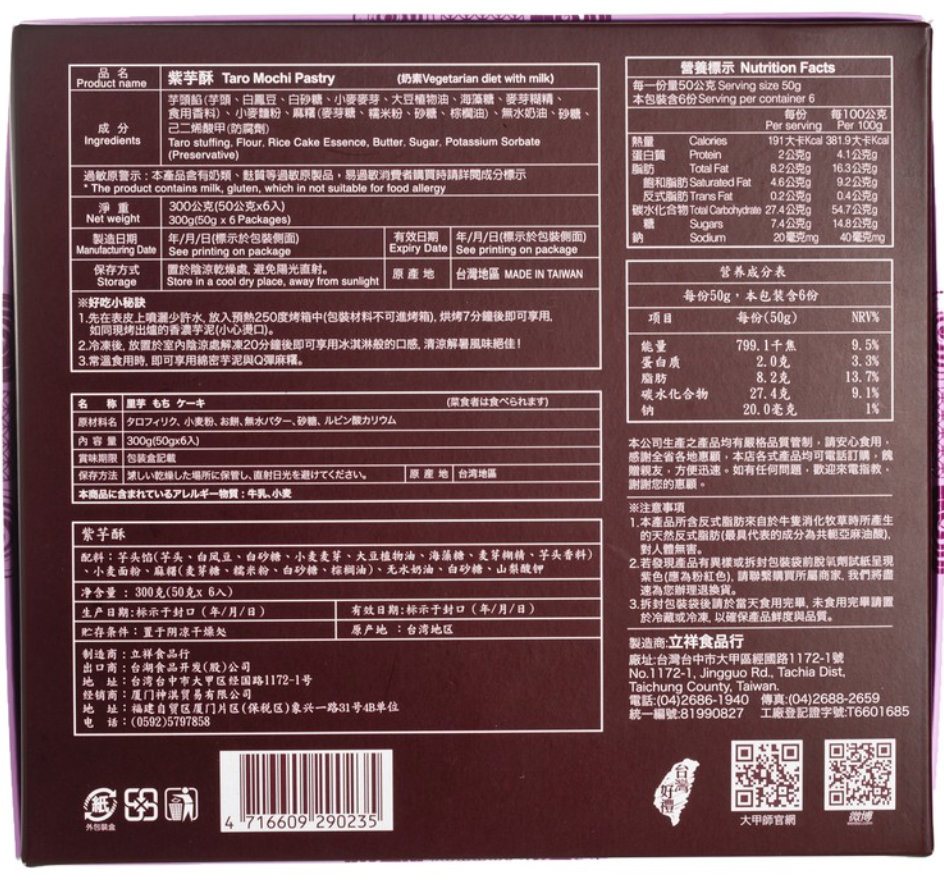 品名
Product name
紫芋酥 Taro Mochi Pastry (奶素Vegetarian diet with milk)
成分
Ingredients
芋頭餡(芋頭、白鳳豆、白砂糖、小麥麥芽、大豆植物油、海藻糖、麥芽糊精、
食用香料)、小麥麵粉、麻糬(麥芽糖、糯米粉、砂糖、棕櫚油)、無水奶油、砂糖、
己二烯酸甲(防腐劑)
Taro stuffing, Flour, Rice Cake Essence, Butter, Sugar, Potassium Sorbate
(Preservative)
過敏原警示:本產品含有奶類、麩質等過敏原製品,易過敏消費者購買時請詳閱成分標示
* The product contains milk, gluten, which in not suitable for food allergy
淨重
Net weight
300公克(50公克x6入)
300g(50g x 6 Packages)
製造日期
Manufacturing Date
年/月/日(標示於包裝側面)
See printing on package
有效日期
Expiry Date
年/月/日(標示於包裝側面)
See printing on package
保存方式
Storage
置於陰涼乾燥處, 避免陽光直射。
Store in a cool dry place, away from sunlight
原產地
台灣地區 MADE IN TAIWAN
※好吃小秘訣
1.先在表皮上噴灑少許水, 放入預熱250度烤箱中(包裝材料不可進烤箱), 烘烤7分鐘後即可享用,
如同現烤出爐的香濃芋泥(小心燙口)。
2.冷凍後, 放置於室內陰涼處解凍20分鐘後即可享用冰淇淋般的口感, 清涼解暑風味絕佳!
3.常溫食用時, 即可享用綿密芋泥與Q彈麻糬。
名稱 里芋 もち ケーキ (菜食者は食べられます)
原材料名 タロフィリク、小麦粉、お餅、無水バター、砂糖、ルビン酸カリウム
內容量 300g(50gx6入)
賞味期限 包装盒記載
保存方法 濕しい乾燥した場所に保管し、直射日光を避けてください。 原產地 台灣地區
本商品に含まれているアレルギー物質:牛乳、小麦
紫芋酥
配料:芋头馅(芋头、白凤豆、白砂糖、小麦麦芽、大豆植物油、海藻糖、麦芽糊精、芋头香料)
、小麦面粉、麻糬(麦芽糖、糯米粉、白砂糖、棕榈油)、无水奶油、白砂糖、山梨酸钾
净含量:300克(50克x 6入)
生产日期:标示于封口(年/月/日) 有效日期:标示于封口(年/月/日)
贮存条件:置于阴凉干燥处 原产地:台湾地区
制造商:立祥食品行
出口商:台湖食品开发(股)公司
地址:台湾台中市大甲区经国路1172-1号
经销商:厦门神淇贸易有限公司
地址:福建自贸区厦门片区(保税区)象兴一路31号4B单位
电话:(0592)5797858
紙
外包裝盒
4 716609 290235
營養標示 Nutrition Facts
每一份量50公克 Serving size 50g
本包裝含6份 Serving per container 6
每份 每100公克
Per serving Per 100g
熱量 Calories 191大卡Kcal 381.9大卡Kcal
蛋白質 Protein 2公克g 4.1公克g
脂肪 Total Fat 8.2公克g 16.3公克g
飽和脂肪 Saturated Fat 4.6公克g 9.2公克g
反式脂肪 Trans Fat 0.2公克g 0.4公克g
碳水化合物 Total Carbohydrate 27.4公克g 54.7公克g
糖 Sugars 7.4公克g 14.8公克g
鈉 Sodium 20毫克mg 40毫克mg
营养成分表
每份50g,本包装含6份
项目 每份(50g) NRV%
能量 799.1千焦 9.5%
蛋白质 2.0克 3.3%
脂肪 8.2克 13.7%
碳水化合物 27.4克 9.1%
钠 20.0毫克 1%
本公司生產之產品均有嚴格品質管制,請安心食用,
感謝全省各地惠顧,本店各式產品均可電話訂購,餽
贈親友,方便迅速。如有任何問題,歡迎來電指教,
謝謝您的惠顧。
※注意事項
1.本產品所含反式脂肪來自於牛隻消化牧草時所產生
的天然反式脂肪(最具代表的成分為共軛亞麻油酸),
對人體無害。
2.若發現產品有異樣或拆封包裝袋前脫氧劑試紙呈現
紫色(應為粉紅色), 請聯繫購買所屬商家, 我們將盡
速為您辦理退換貨。
3.拆封包裝袋後請於當天食用完畢, 未食用完畢請置
於冷藏或冷凍, 以確保產品鮮度與品質。
製造商:立祥食品行
廠址:台灣台中市大甲區經國路1172-1號
No.1172-1, Jingguo Rd., Tachia Dist,
Taichung County, Taiwan.
電話:(04)2686-1940 傳真:(04)2688-2659
統一編號:81990827 工廠登記證字號:T6601685
台灣好禮
大甲師官網
微博